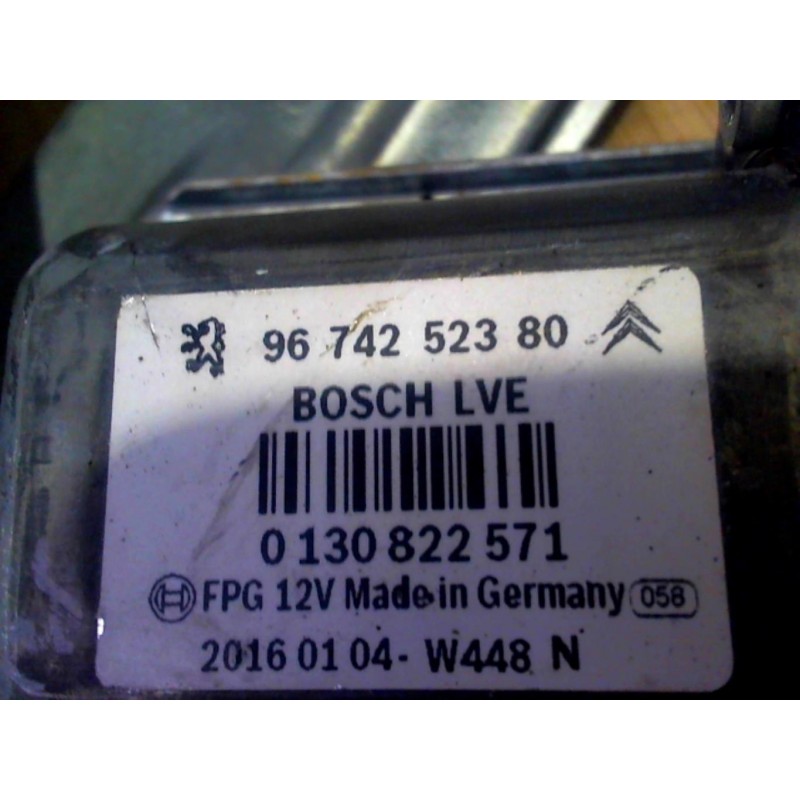 96 742 523 80
BOSCH LVE
0 130 822 571
FPG 12V Made in Germany 058
2016 01 04- W448 N